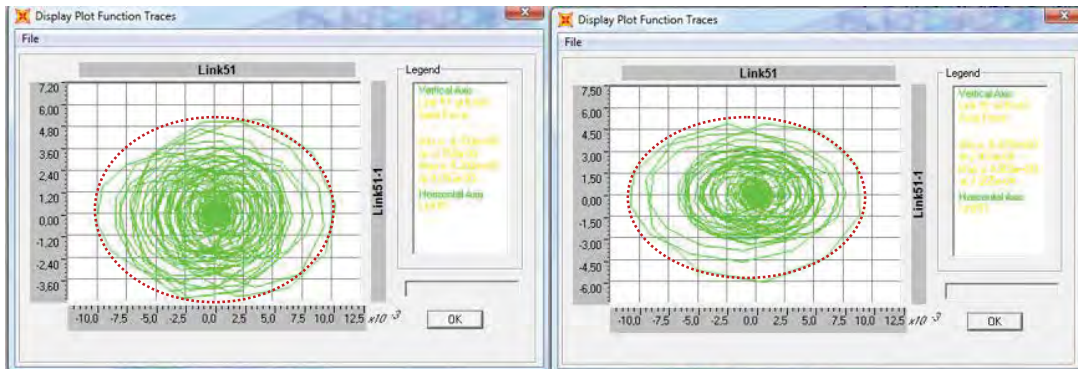 Display Plot Function Traces
File
Link51
7,20
6,00
4,80
3,60
2,40
1,20
0,00
-1,20
-2,40
-3,60
-10,0 -7,5 -5,0 -2,5 0,0 2,5 5,0 7,5 10,0 12,5 x10 -3
Link51-1
Legend
Vertical Axis
Horizontal Axis
OK
Display Plot Function Traces
File
Link51
7,50
6,00
4,50
3,00
1,50
0,00
-1,50
-3,00
-4,50
-6,00
-10,0 -7,5 -5,0 -2,5 0,0 2,5 5,0 7,5 10,0 12,5 x10 -3
Link51-1
Legend
Vertical Axis
Horizontal Axis
OK